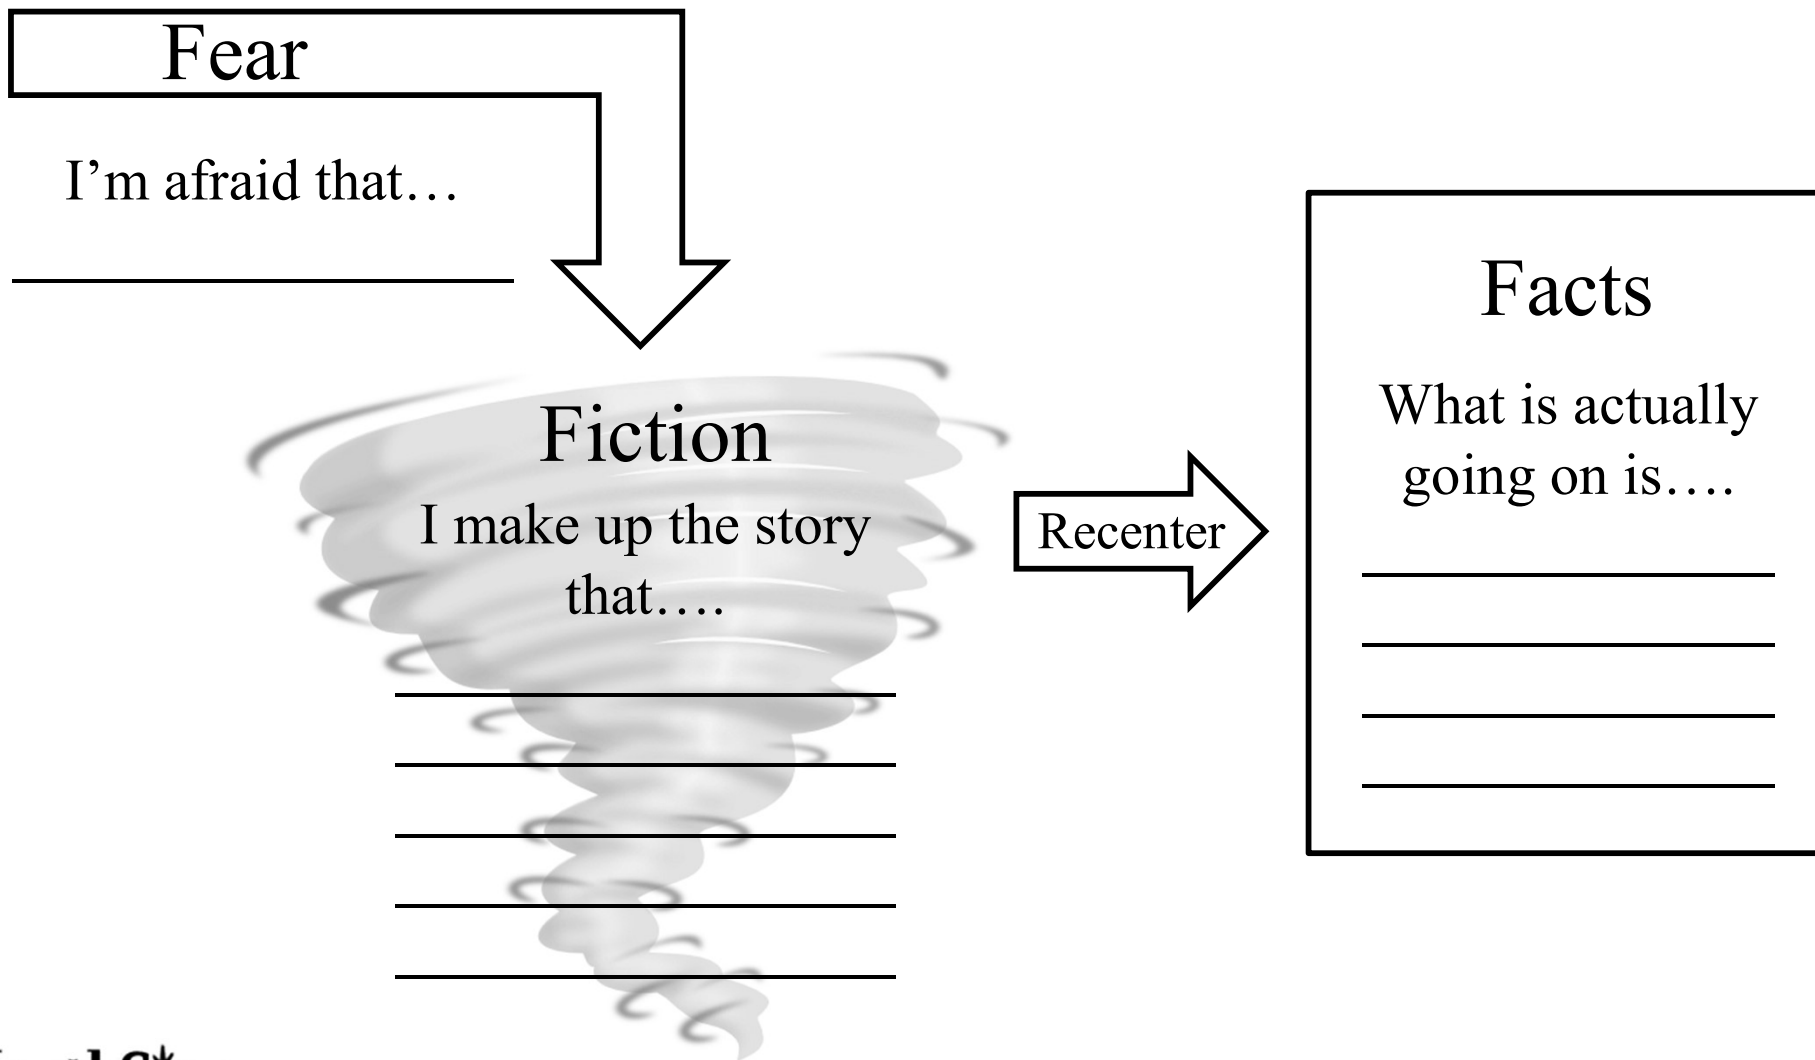 Fear
I’m afraid that…
Fiction
I make up the story
that….
Recenter
Facts
What is actually
going on is….